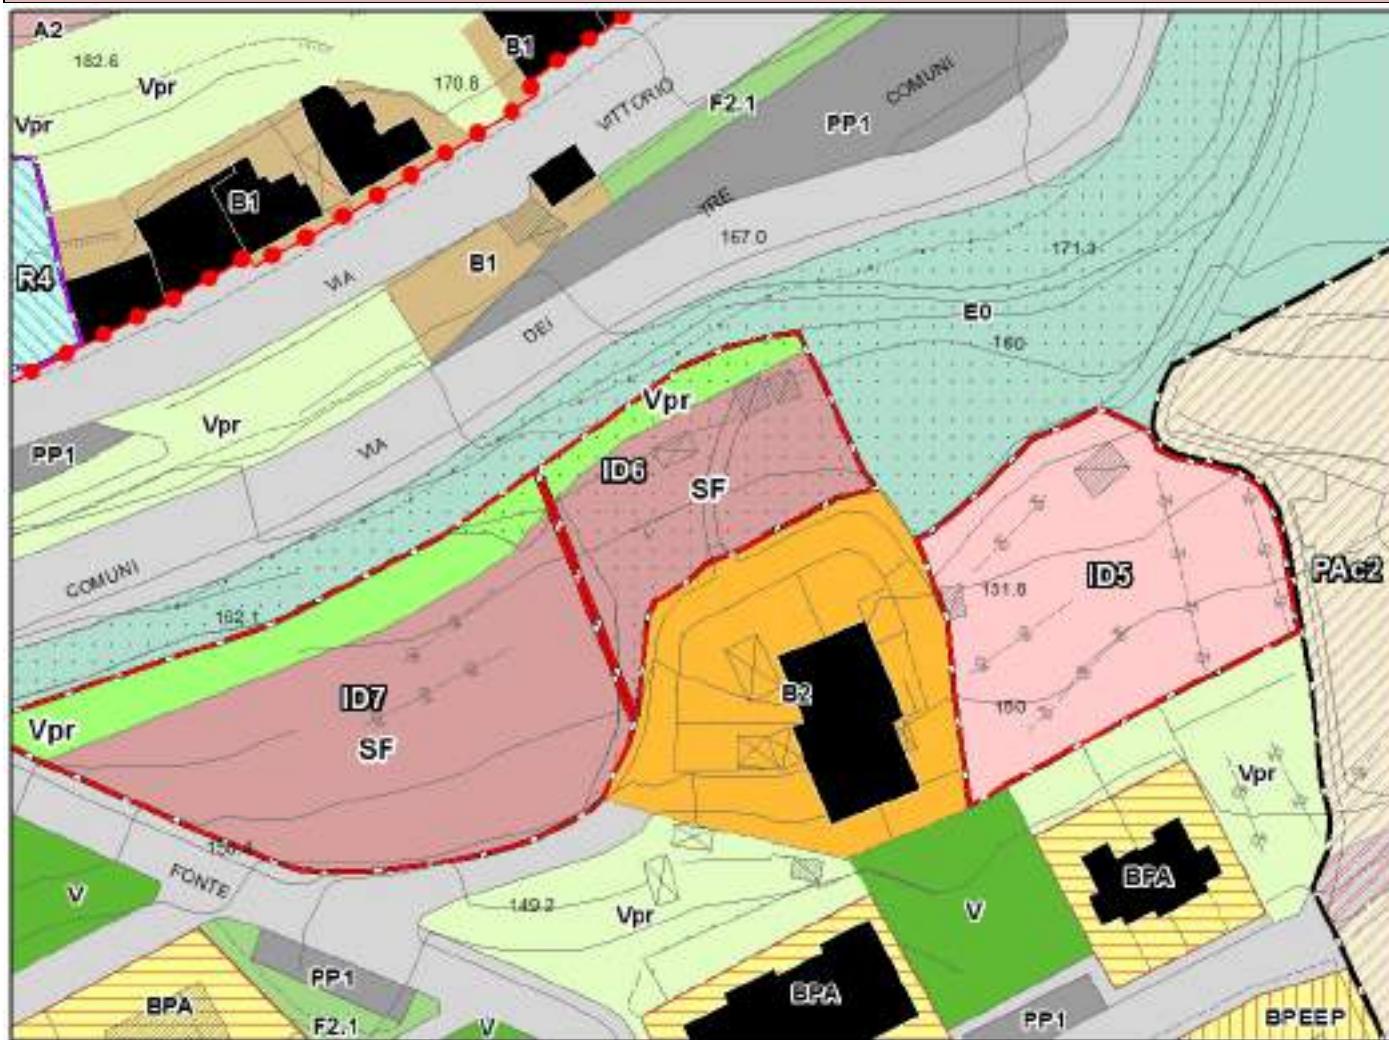 A2
182.6
Vpr
170.8
B1
VITTORIO
F2.1
COMUNI
PP1
Vpr
B1
TRE
167.0
171.3
R4
VIA
B1
DEI
E0
160
Vpr
Vpr
PP1
VIA
ID6
SF
COMUNI
ID5
PAc2
131.8
162.1
ID7
B2
150
Vpr
SF
Vpr
FONTE
V
149.2
Vpr
BPA
V
PP1
BPA
BPA
F2.1
V
PP1
BPEEP